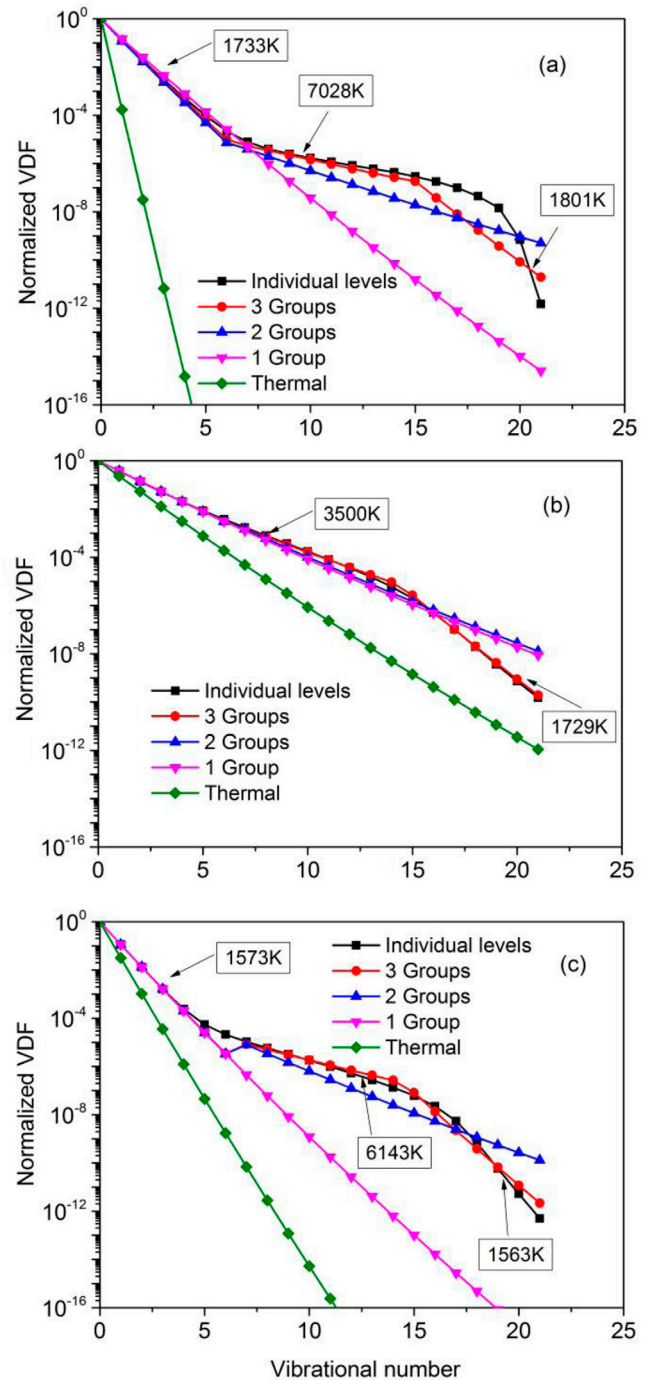 10^0
1733K
(a)
10^-4
7028K
Normalized VDF
10^-8
1801K
Individual levels
3 Groups
10^-12
2 Groups
1 Group
Thermal
10^-16
0 5 10 15 20 25
10^0
(b)
3500K
10^-4
Normalized VDF
10^-8
Individual levels
3 Groups
1729K
2 Groups
10^-12
1 Group
Thermal
10^-16
0 5 10 15 20 25
10^0
Individual levels
1573K
3 Groups
(c)
2 Groups
10^-4
1 Group
Thermal
Normalized VDF
10^-8
6143K
10^-12
1563K
10^-16
0 5 10 15 20 25
Vibrational number